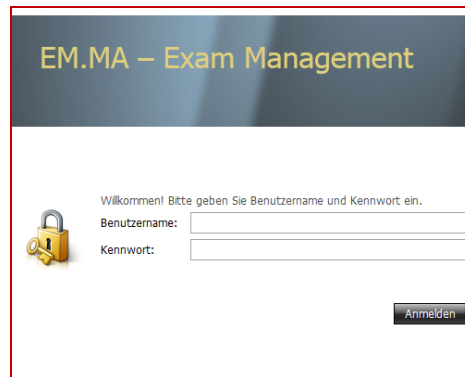 EM.MA – Exam Management
Willkommen! Bitte geben Sie Benutzername und Kennwort ein.
Benutzername:
Kennwort:
Anmelden